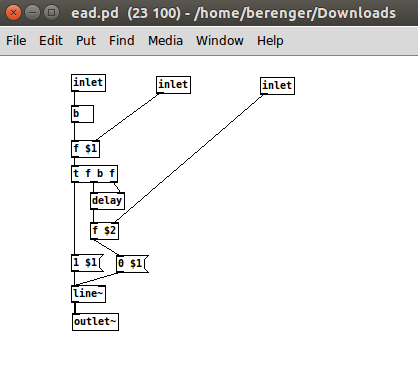 ead.pd (23 100) - /home/berenger/Downloads
File Edit Put Find Media Window Help
inlet inlet inlet
b
f $1
t f b f
delay
f $2
1 $1 0 $1
line~
outlet~